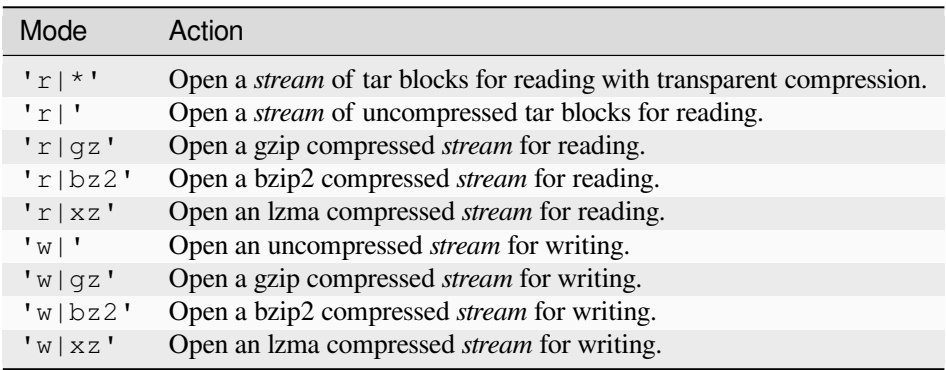 Mode Action
'r|*' Open a stream of tar blocks for reading with transparent compression.
'r|' Open a stream of uncompressed tar blocks for reading.
'r|gz' Open a gzip compressed stream for reading.
'r|bz2' Open a bzip2 compressed stream for reading.
'r|xz' Open an lzma compressed stream for reading.
'w|' Open an uncompressed stream for writing.
'w|gz' Open a gzip compressed stream for writing.
'w|bz2' Open a bzip2 compressed stream for writing.
'w|xz' Open an lzma compressed stream for writing.